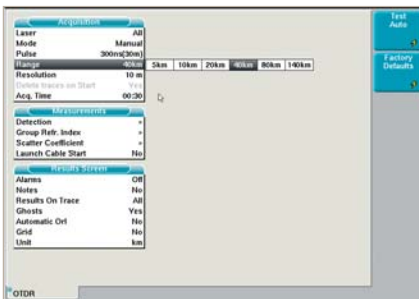 Acquisition
Laser All
Mode Manual
Pulse 300ns(30m)
Range 40km 5km 10km 20km 40km 80km 140km
Resolution 10 m
Delete traces on Start Yes
Acq. Time 00:30
Measurements
Detection
Group Refr. Index
Scatter Coefficient
Launch Cable Start No
Results Screen
Alarms Off
Notes No
Results On Trace All
Ghosts Yes
Automatic Orl No
Grid No
Unit km
Test Auto
Factory Defaults
OTDR